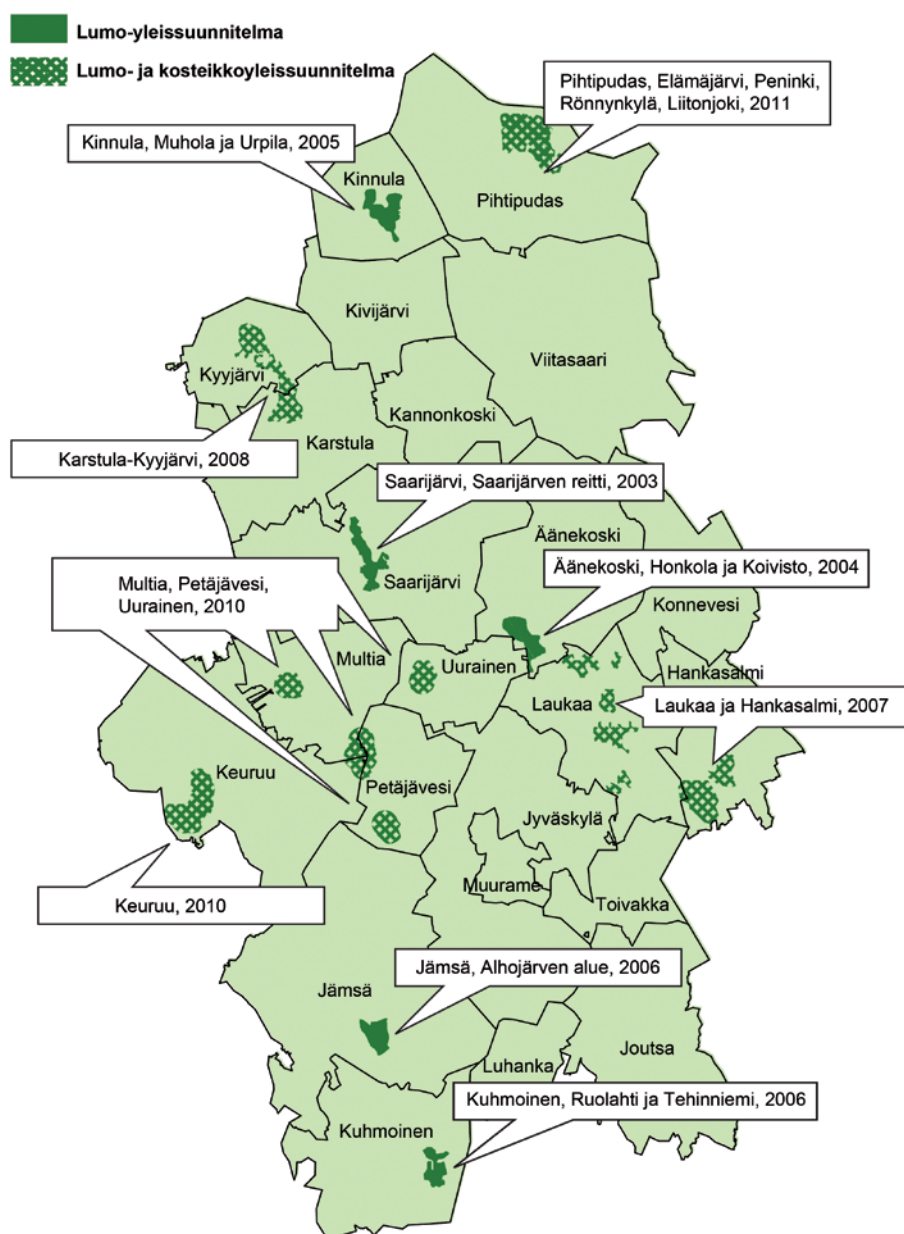 Lumo-yleissuunnitelma
Lumo- ja kosteikkoyleissuunnitelma
Pihtipudas, Elämäjärvi, Peninki,
Rönnynkylä, Liitonjoki, 2011
Kinnula, Muhola ja Urpila, 2005
Kinnula
Pihtipudas
Kivijärvi
Viitasaari
Kyyjärvi
Kannonkoski
Karstula
Karstula-Kyyjärvi, 2008
Saarijärvi, Saarijärven reitti, 2003
Äänekoski
Äänekoski, Honkola ja Koivisto, 2004
Saarijärvi
Multia, Petäjävesi,
Uurainen, 2010
Konnevesi
Multia
Uurainen
Hankasalmi
Laukaa
Laukaa ja Hankasalmi, 2007
Keuruu
Petäjävesi
Jyväskylä
Muurame
Toivakka
Keuruu, 2010
Jämsä, Alhojärven alue, 2006
Jämsä
Joutsa
Luhanka
Kuhmoinen, Ruolahti ja Tehinniemi, 2006
Kuhmoinen